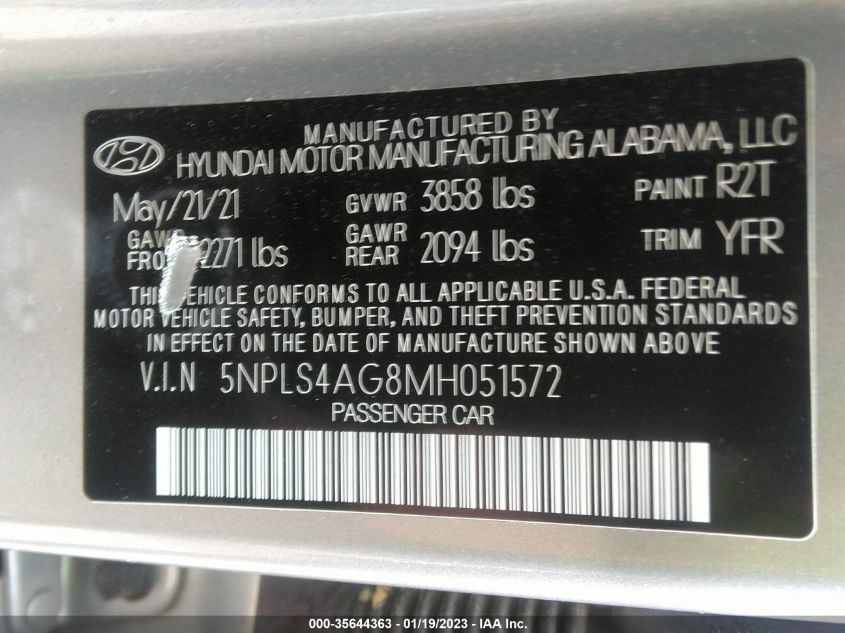 MANUFACTURED BY
HYUNDAI MOTOR MANUFACTURING ALABAMA, LLC
May/21/21 GVWR 3858 lbs PAINT R2T
GAWR FRO 2271 lbs GAWR REAR 2094 lbs TRIM YFR
THIS VEHICLE CONFORMS TO ALL APPLICABLE U.S.A. FEDERAL
MOTOR VEHICLE SAFETY, BUMPER, AND THEFT PREVENTION STANDARDS
IN EFFECT ON THE DATE OF MANUFACTURE SHOWN ABOVE
V.I.N 5NPLS4AG8MH051572
PASSENGER CAR
000-35644363 - 01/19/2023 - IAA Inc.